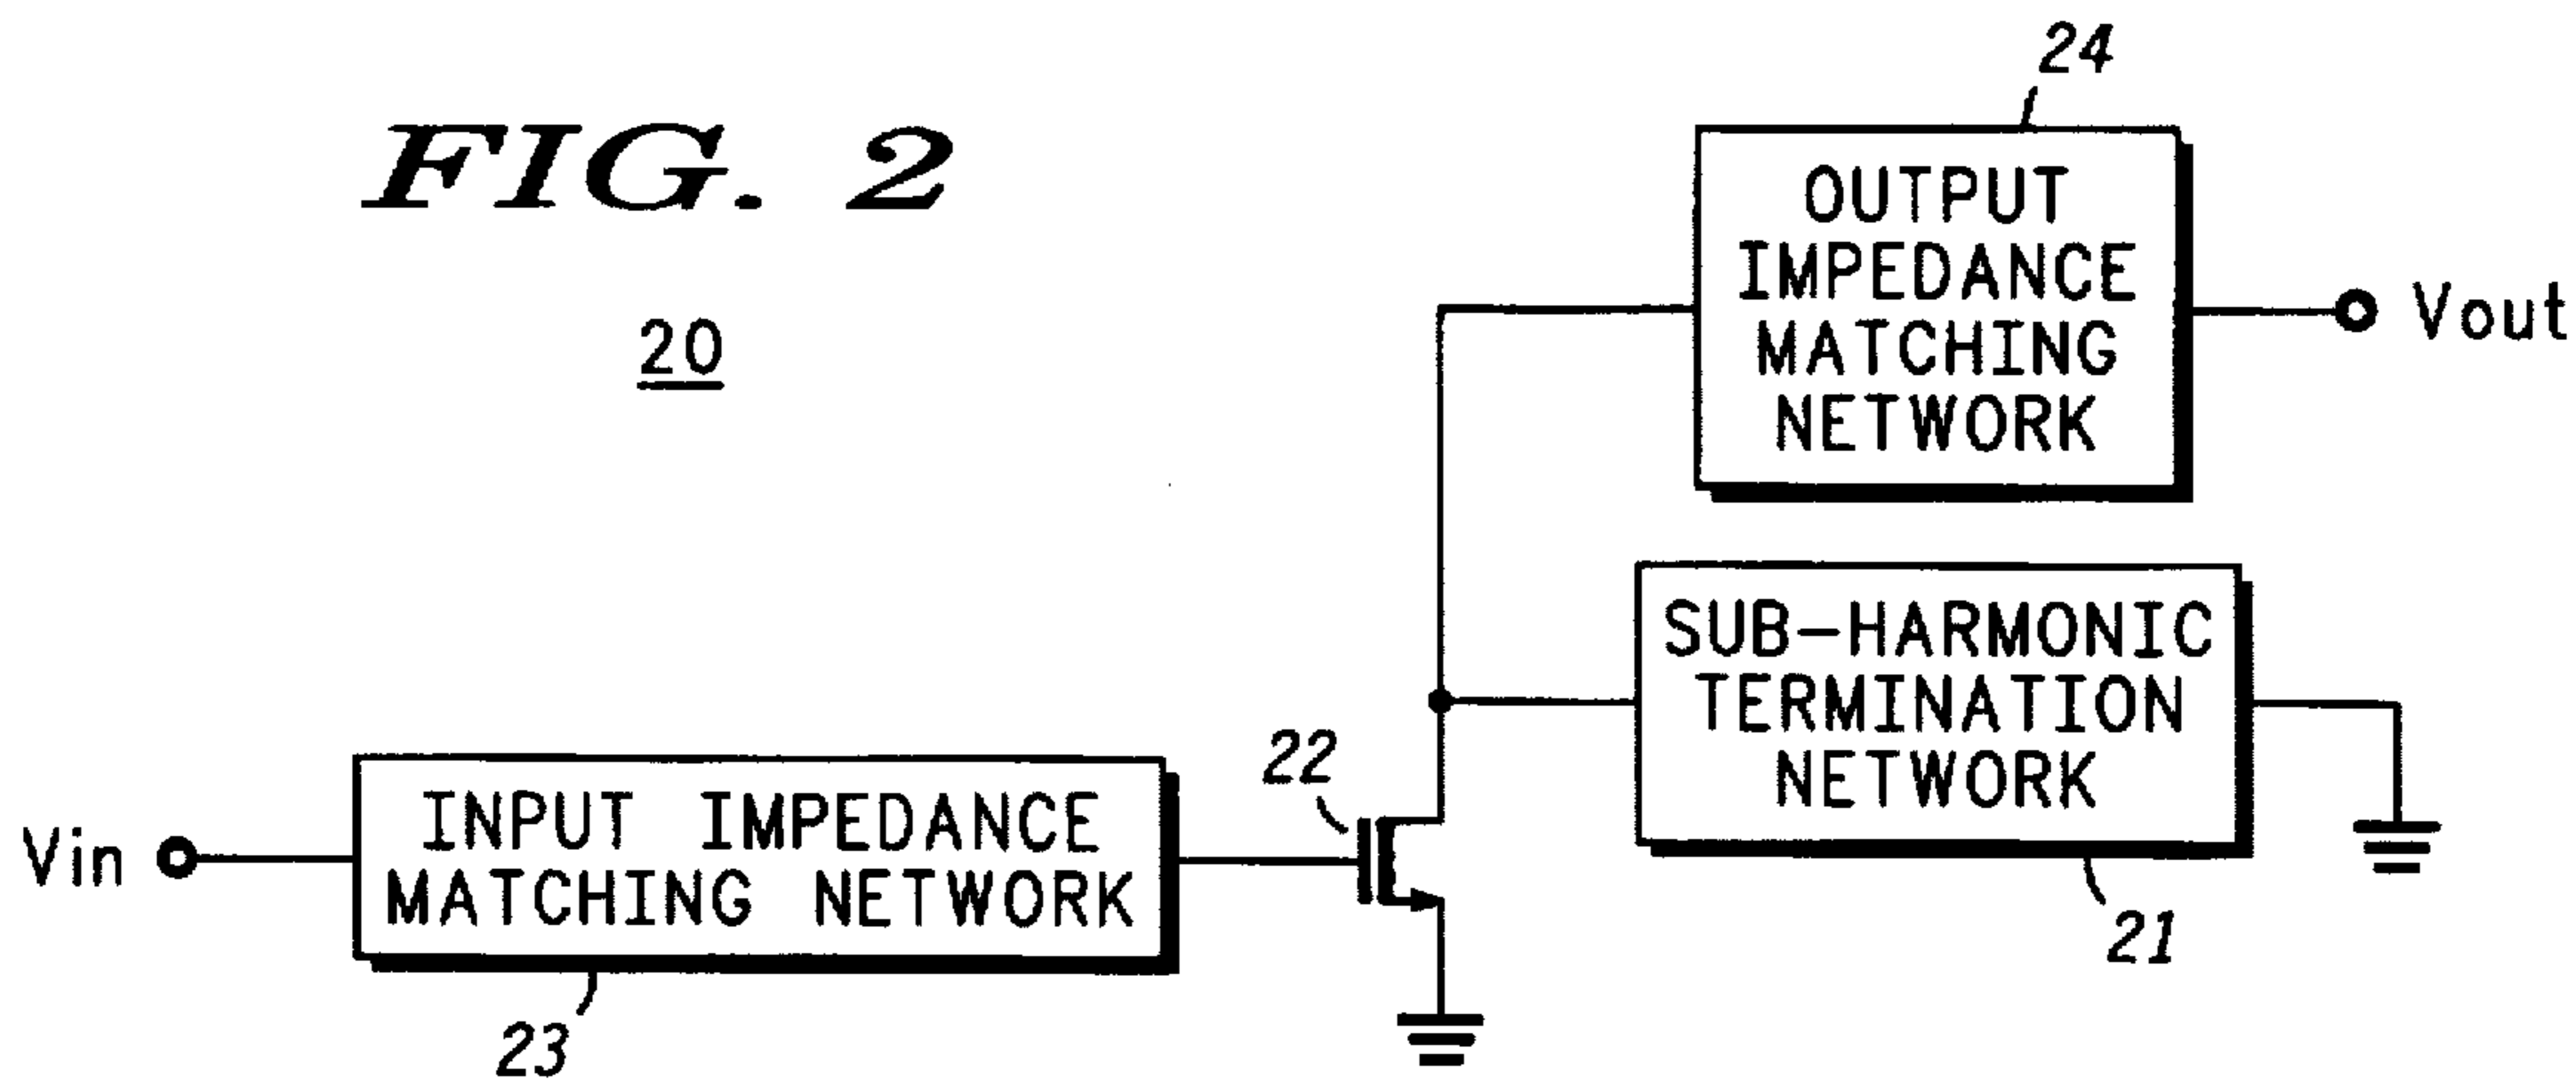 FIG. 2
20
24
OUTPUT
IMPEDANCE
MATCHING
NETWORK
Vout
SUB-HARMONIC
TERMINATION
NETWORK
21
22
Vin
INPUT IMPEDANCE
MATCHING NETWORK
23